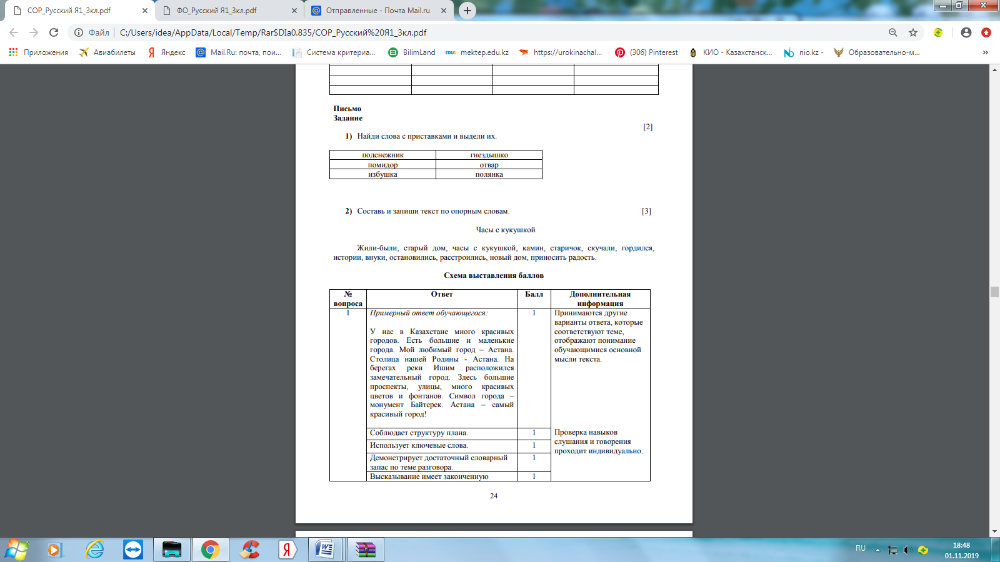 СОР_Русский Я1_3кл.pdf
ФО_Русский Я1_3кл.pdf
Отправленные - Почта Mail.ru
Файл
C:/Users/idea/AppData/Local/Temp/Rar$DIa0.835/СОР_Русский%20Я1_3кл.pdf
Приложения
Авиабилеты
Яндекс
Mail.Ru: почта, пои...
Система критериа...
BilimLand
mektep.edu.kz
https://urokinachal...
(306) Pinterest
КИО - Казахстанск...
nio.kz -
Образовательно-м...
»
Письмо
Задание
[2]
1) Найди слова с приставками и выдели их.
подснежник гнездышко
помидор отвар
избушка полянка
2) Составь и запиши текст по опорным словам. [3]
Часы с кукушкой
Жили-были, старый дом, часы с кукушкой, камин, старичок, скучали, гордился,
истории, внуки, остановились, расстроились, новый дом, приносить радость.
Схема выставления баллов
№ вопроса
Ответ
Балл
Дополнительная
информация
1
Примерный ответ обучающегося:
У нас в Казахстане много красивых
городов. Есть большие и маленькие
города. Мой любимый город – Астана.
Столица нашей Родины - Астана. На
берегах реки Ишим расположился
замечательный город. Здесь большие
проспекты, улицы, много красивых
цветов и фонтанов. Символ города –
монумент Байтерек. Астана – самый
красивый город!
1
Принимаются другие
варианты ответа, которые
соответствуют теме,
отображают понимание
обучающимися основной
мысли текста.
Соблюдает структуру плана. 1
Использует ключевые слова. 1
Демонстрирует достаточный словарный
запас по теме разговора.
1
Высказывание имеет законченную 1
Проверка навыков
слушания и говорения
проходит индивидуально.
24
RU
18:48
01.11.2019